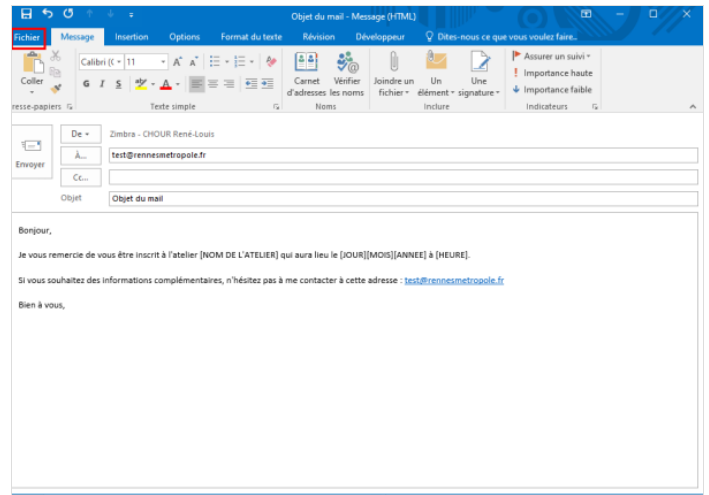 Objet du mail - Message (HTML)
Fichier Message Insertion Options Format du texte Révision Développeur Dites-nous ce que vous voulez faire..
Coller
Calibri (C 11
G I S
Carnet d'adresses
Vérifier les noms
Joindre un fichier
Un élément
Une signature
Assurer un suivi
Importance haute
Importance faible
resse-papiers Texte simple Noms Inclure Indicateurs
Envoyer
De Zimbra - CHOUR René-Louis
À... test@rennesmetropole.fr
Cc...
Objet Objet du mail
Bonjour,
Je vous remercie de vous être inscrit à l'atelier [NOM DE L'ATELIER] qui aura lieu le [JOUR][MOIS][ANNEE] à [HEURE].
Si vous souhaitez des informations complémentaires, n'hésitez pas à me contacter à cette adresse : test@rennesmetropole.fr
Bien à vous,